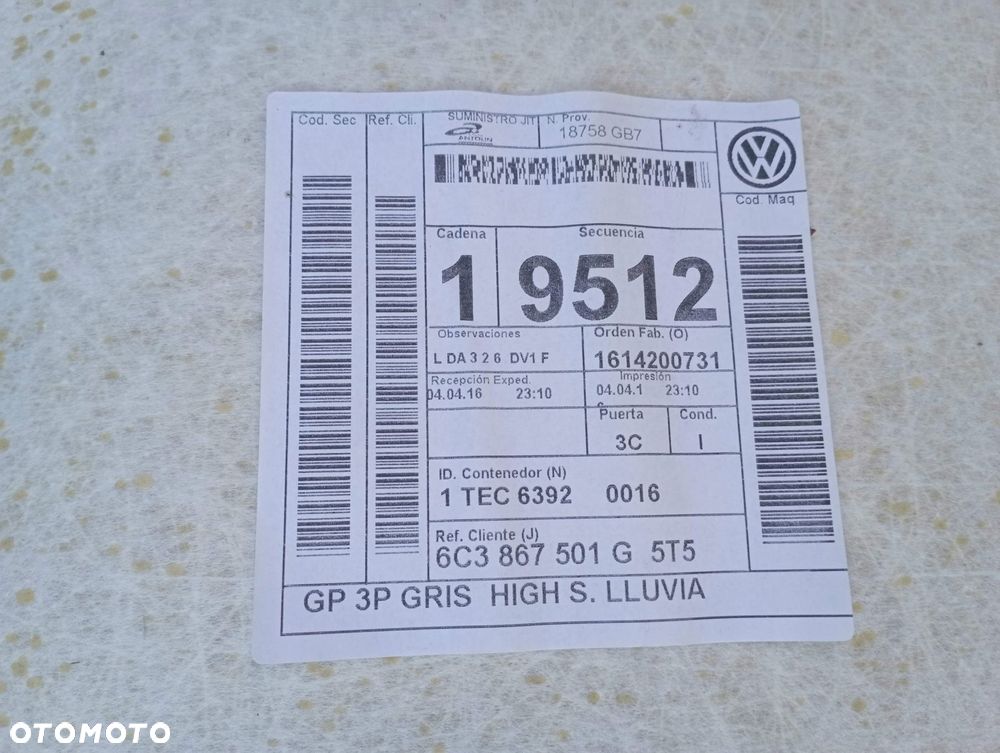 Cod. Sec
Ref. Cli.
SUMINISTRO JIT
ANTOLIN
N. Prov.
18758 GB7
Cod. Maq
Cadena
1
Secuencia
9512
Observaciones
L DA 3 2 6 DV1 F
Orden Fab. (O)
1614200731
Recepción Exped.
04.04.16 23:10
Impresión
04.04.1 23:10
Puerta
3C
Cond.
I
ID. Contenedor (N)
1 TEC 6392 0016
Ref. Cliente (J)
6C3 867 501 G 5T5
GP 3P GRIS HIGH S. LLUVIA
OTOMOTO